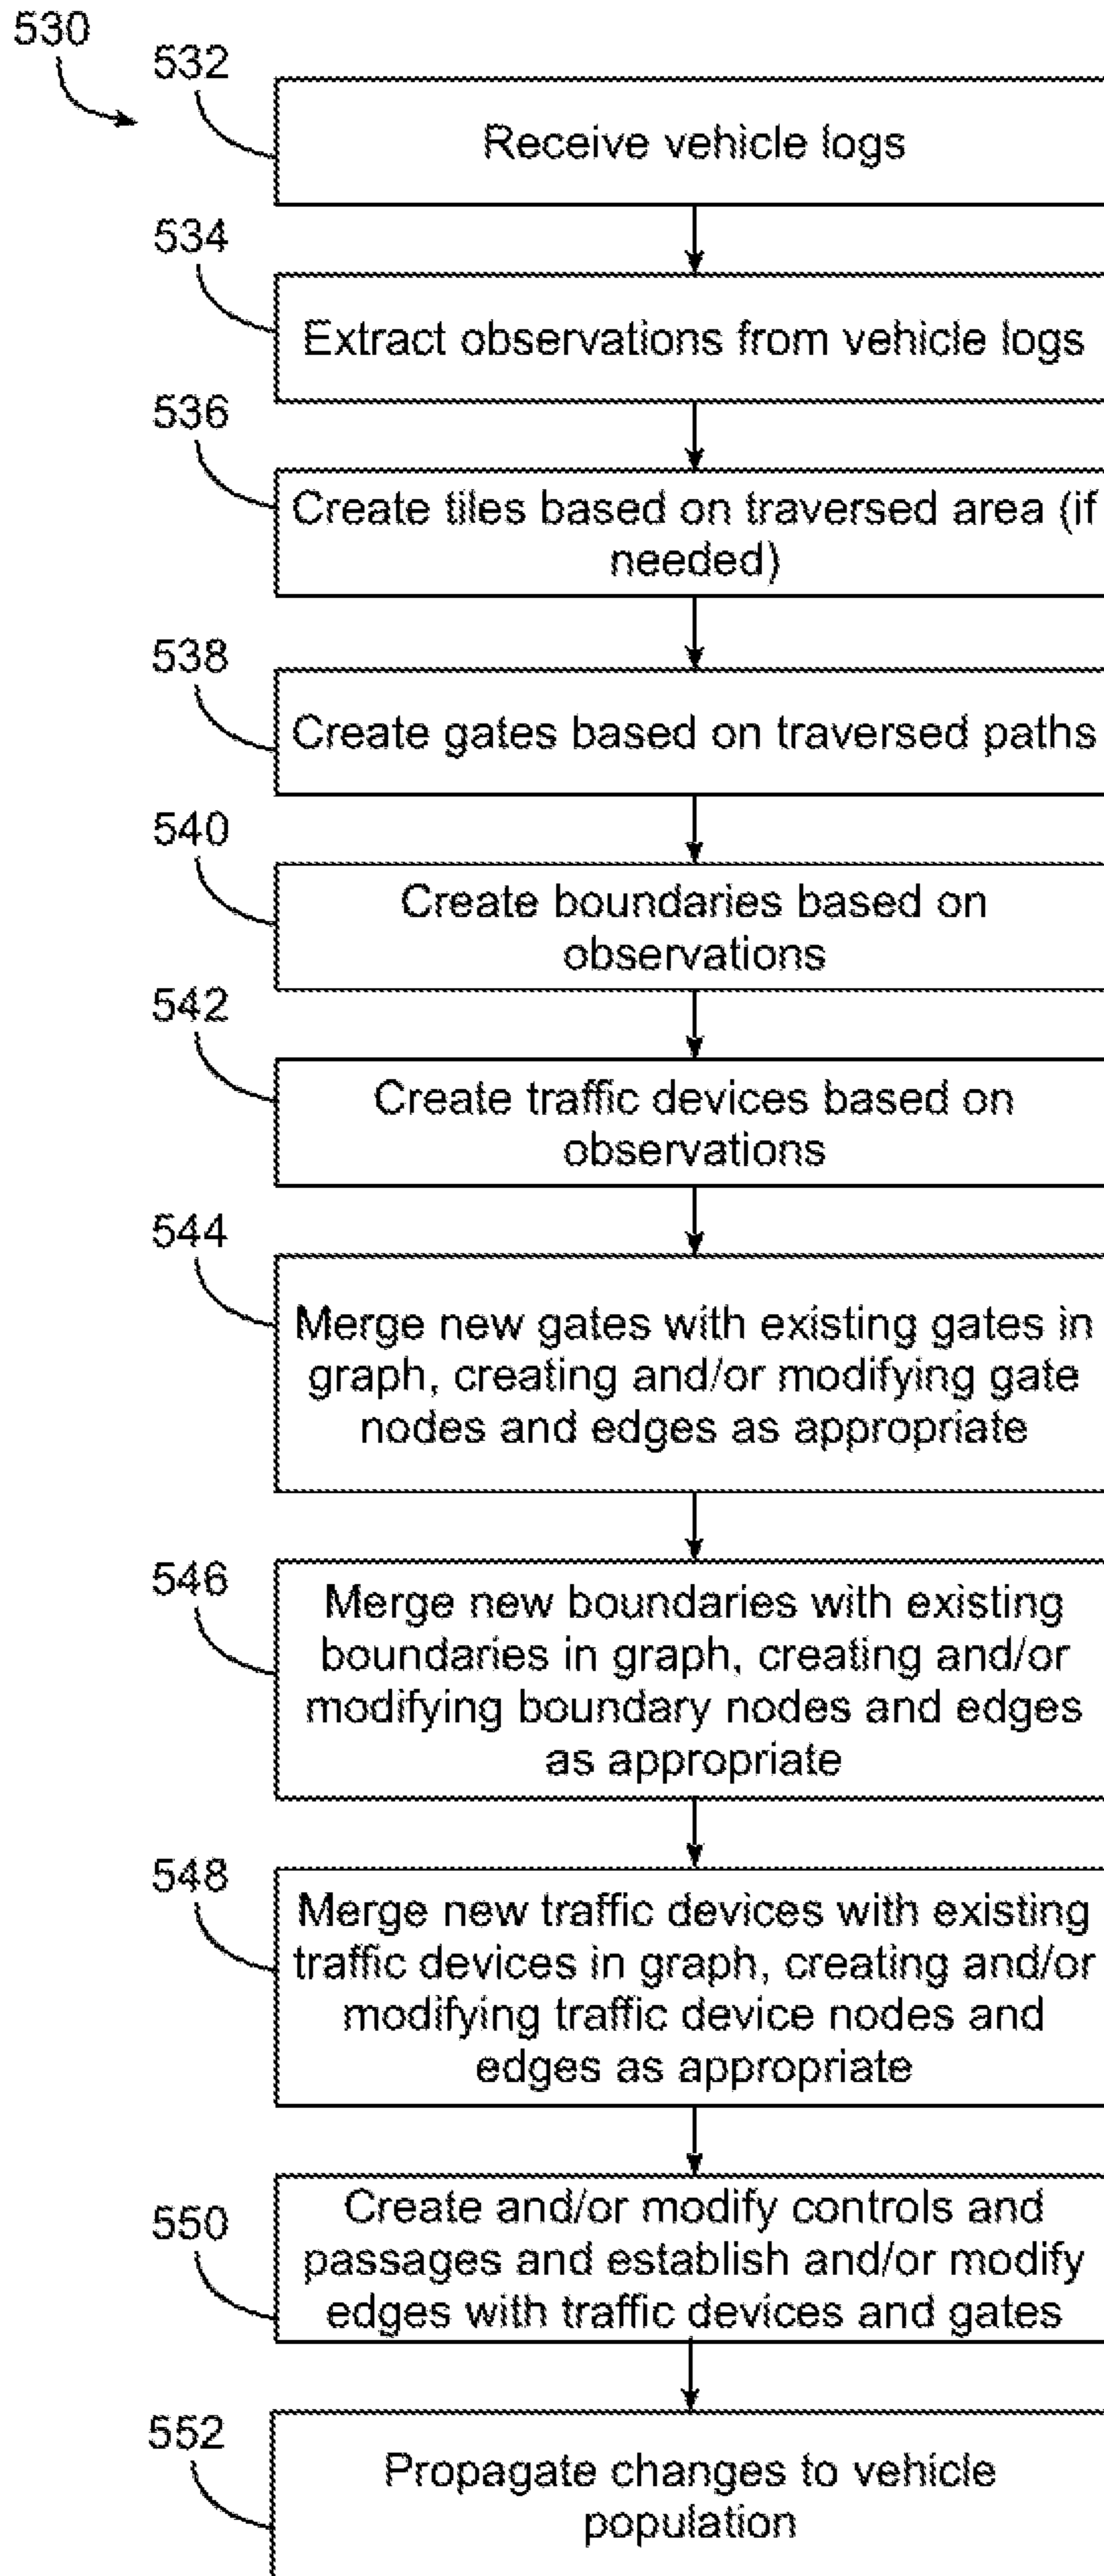 530
532
Receive vehicle logs
534
Extract observations from vehicle logs
536
Create tiles based on traversed area (if
needed)
538
Create gates based on traversed paths
540
Create boundaries based on
observations
542
Create traffic devices based on
observations
544
Merge new gates with existing gates in
graph, creating and/or modifying gate
nodes and edges as appropriate
546
Merge new boundaries with existing
boundaries in graph, creating and/or
modifying boundary nodes and edges
as appropriate
548
Merge new traffic devices with existing
traffic devices in graph, creating and/or
modifying traffic device nodes and
edges as appropriate
550
Create and/or modify controls and
passages and establish and/or modify
edges with traffic devices and gates
552
Propagate changes to vehicle
population